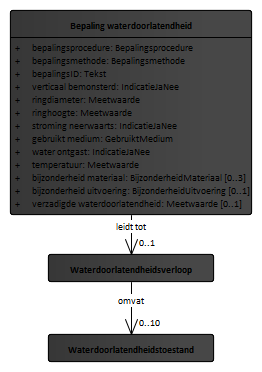 Bepaling waterdoorlatendheid
+ bepalingsprocedure: Bepalingsprocedure
+ bepalingsmethode: Bepalingsmethode
+ bepalingsID: Tekst
+ verticaal bemonsterd: IndicatieJaNee
+ ringdiameter: Meetwaarde
+ ringhoogte: Meetwaarde
+ stroming neerwaarts: IndicatieJaNee
+ gebruikt medium: GebruiktMedium
+ water ontgast: IndicatieJaNee
+ temperatuur: Meetwaarde
+ bijzonderheid materiaal: BijzonderheidMateriaal [0..3]
+ bijzonderheid uitvoering: BijzonderheidUitvoering [0..1]
+ verzadigde waterdoorlatendheid: Meetwaarde [0..1]
leidt tot
0..1
Waterdoorlatendheidsverloop
omvat
0..10
Waterdoorlatendheidstoestand